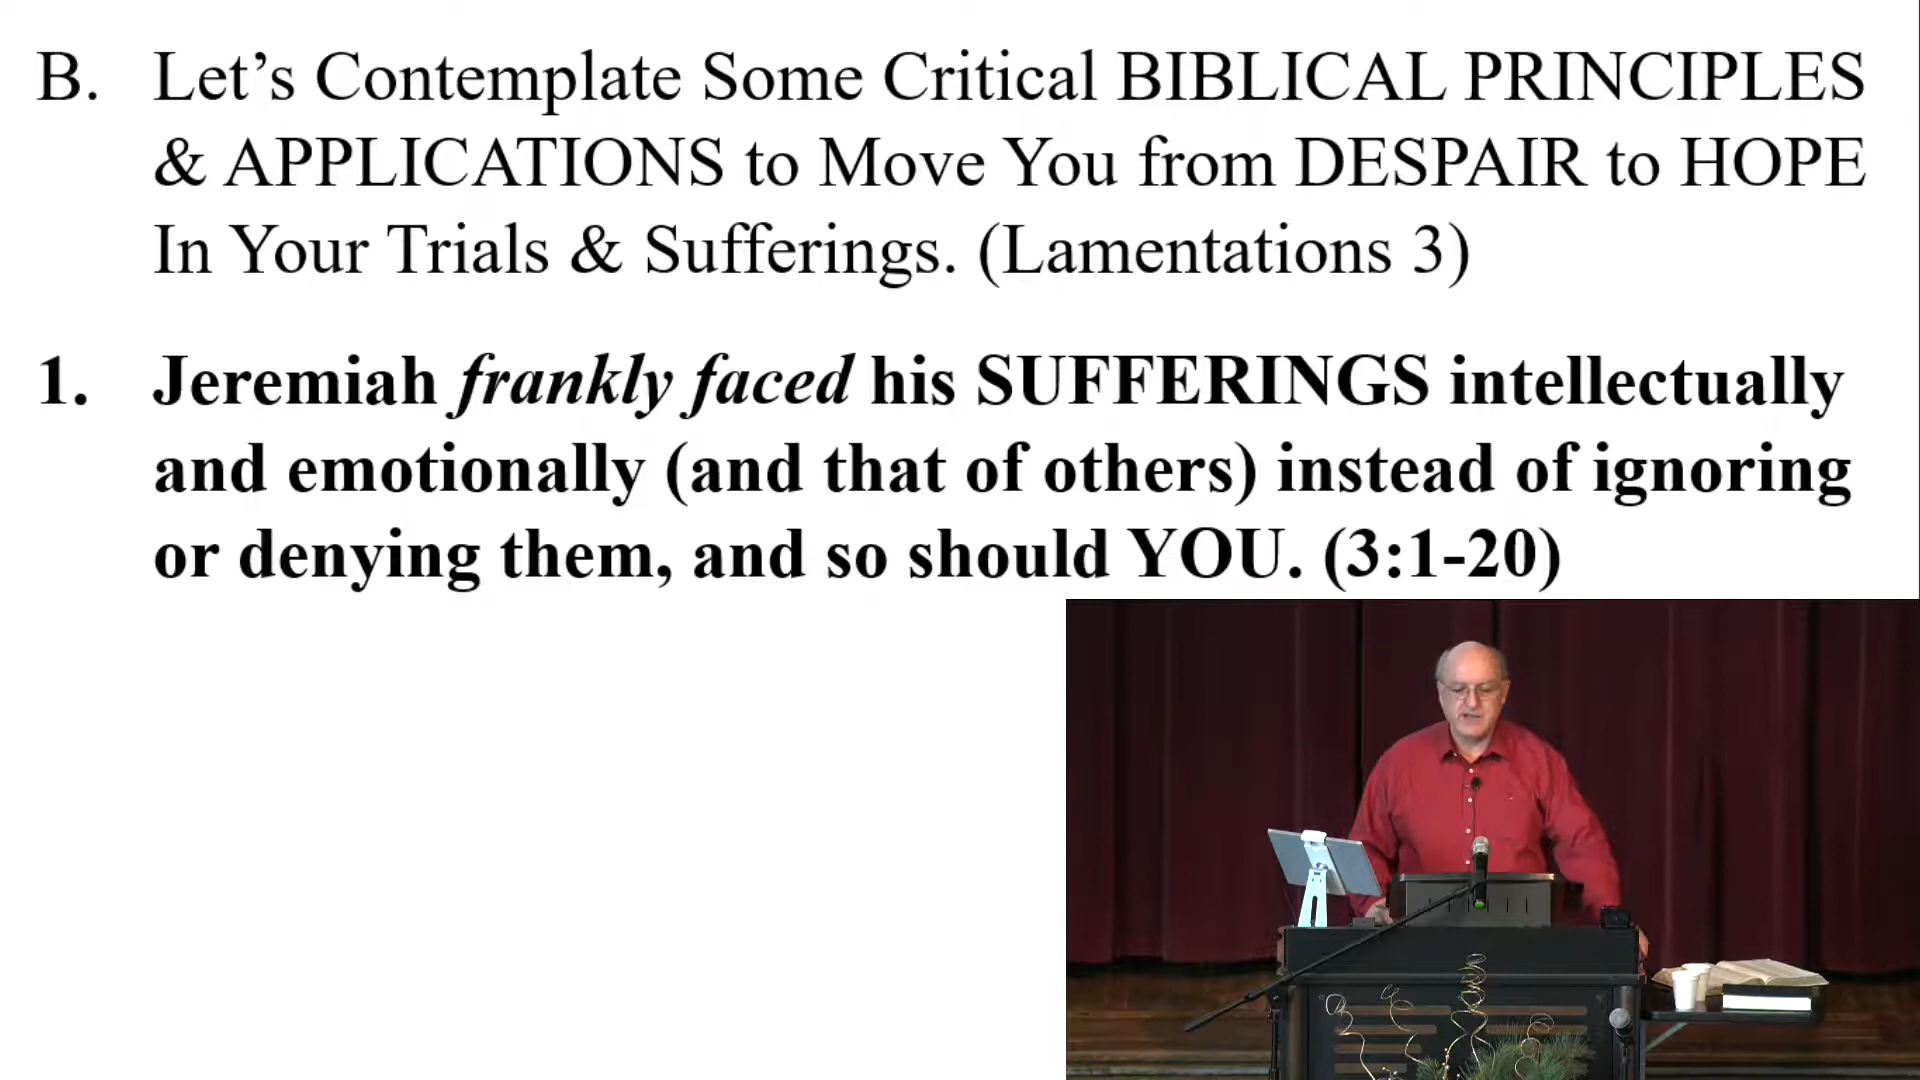 B. Let’s Contemplate Some Critical BIBLICAL PRINCIPLES
& APPLICATIONS to Move You from DESPAIR to HOPE
In Your Trials & Sufferings. (Lamentations 3)
1. Jeremiah frankly faced his SUFFERINGS intellectually
and emotionally (and that of others) instead of ignoring
or denying them, and so should YOU. (3:1-20)